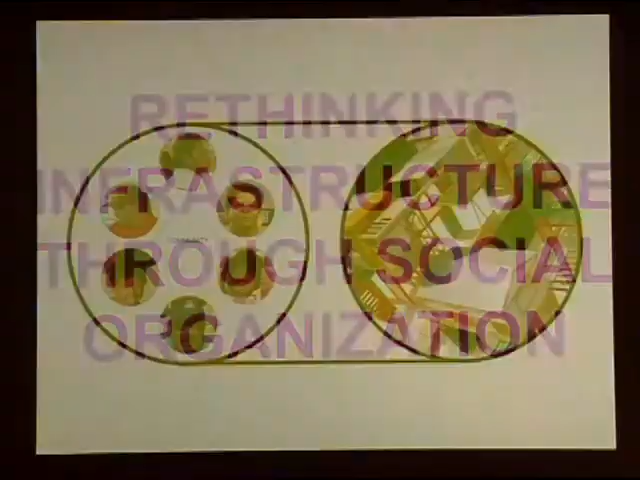 RETHINKING
INFRASTRUCTURE
THROUGH SOCIAL
ORGANIZATION